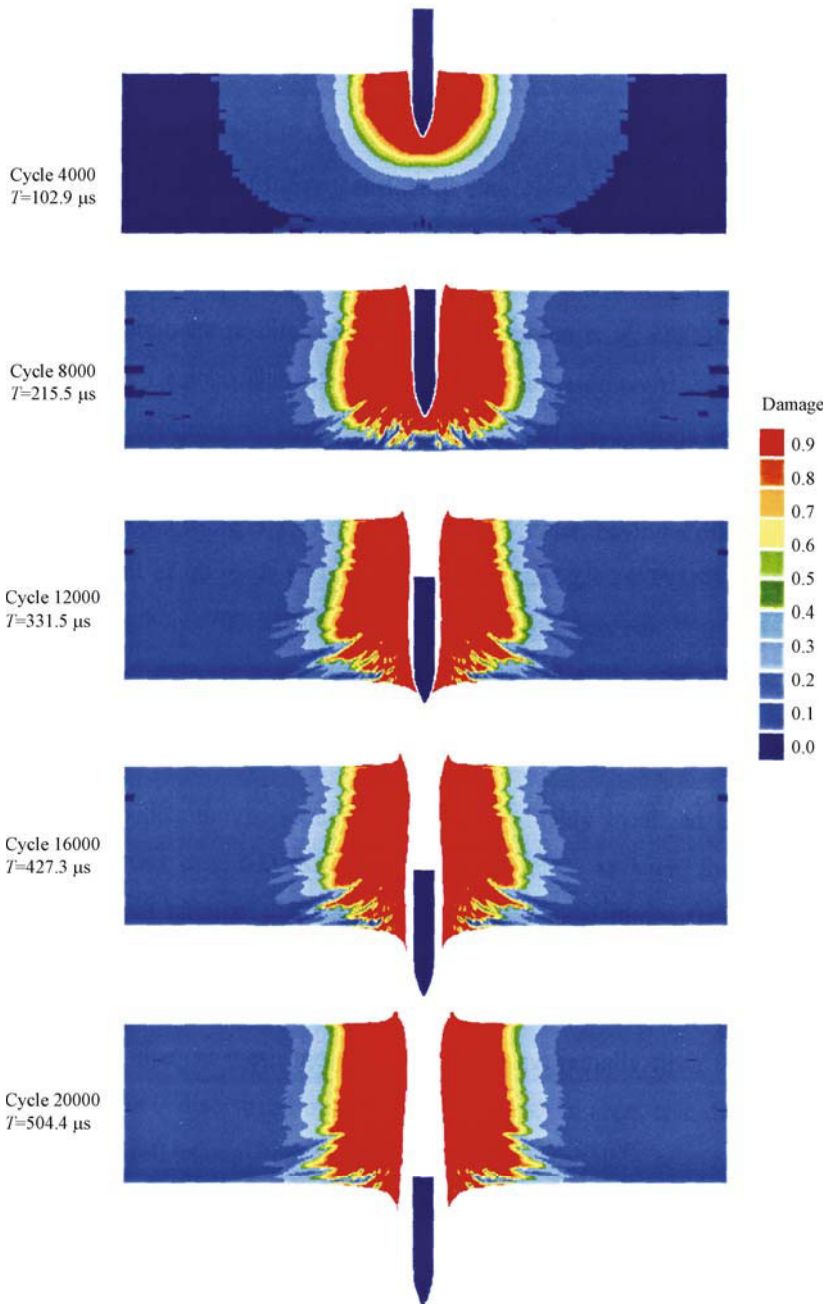 Cycle 4000
T=102.9 µs
Cycle 8000
T=215.5 µs
Damage
0.9
0.8
0.7
0.6
0.5
0.4
0.3
0.2
0.1
0.0
Cycle 12000
T=331.5 µs
Cycle 16000
T=427.3 µs
Cycle 20000
T=504.4 µs